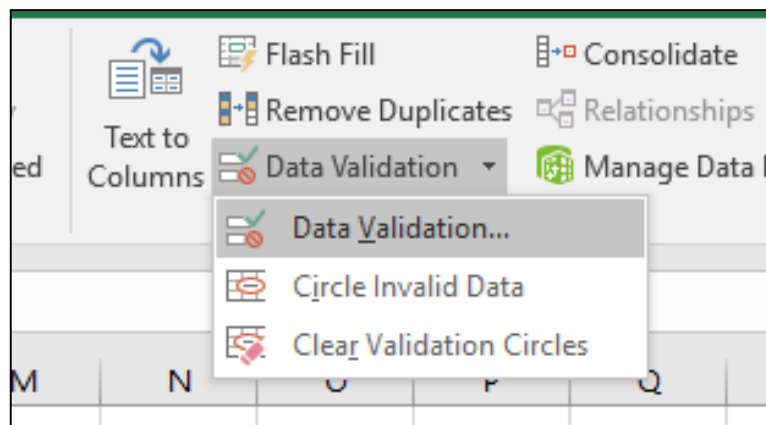 Flash Fill
Consolidate
Remove Duplicates
Relationships
Text to
Columns
ed
Data Validation
Manage Data
Data Validation...
Circle Invalid Data
Clear Validation Circles
M
N
O
P
Q